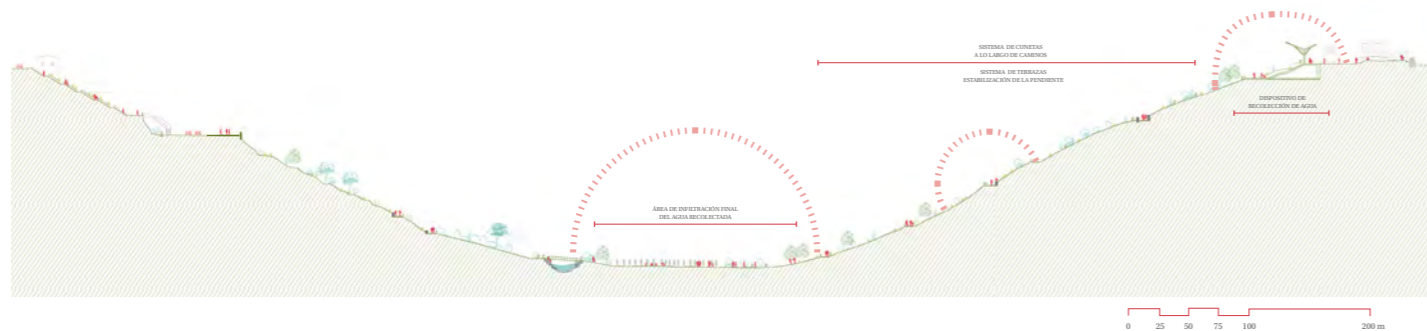 SISTEMA DE CUNETAS
A LO LARGO DE CAMINOS
SISTEMA DE TERRAZAS
ESTABILIZACIÓN DE LA PENDIENTE
DISPOSITIVO DE
RECOLECCIÓN DE AGUA
ÁREA DE INFILTRACIÓN FINAL
DEL AGUA RECOLECTADA
0 25 50 75 100 200 m